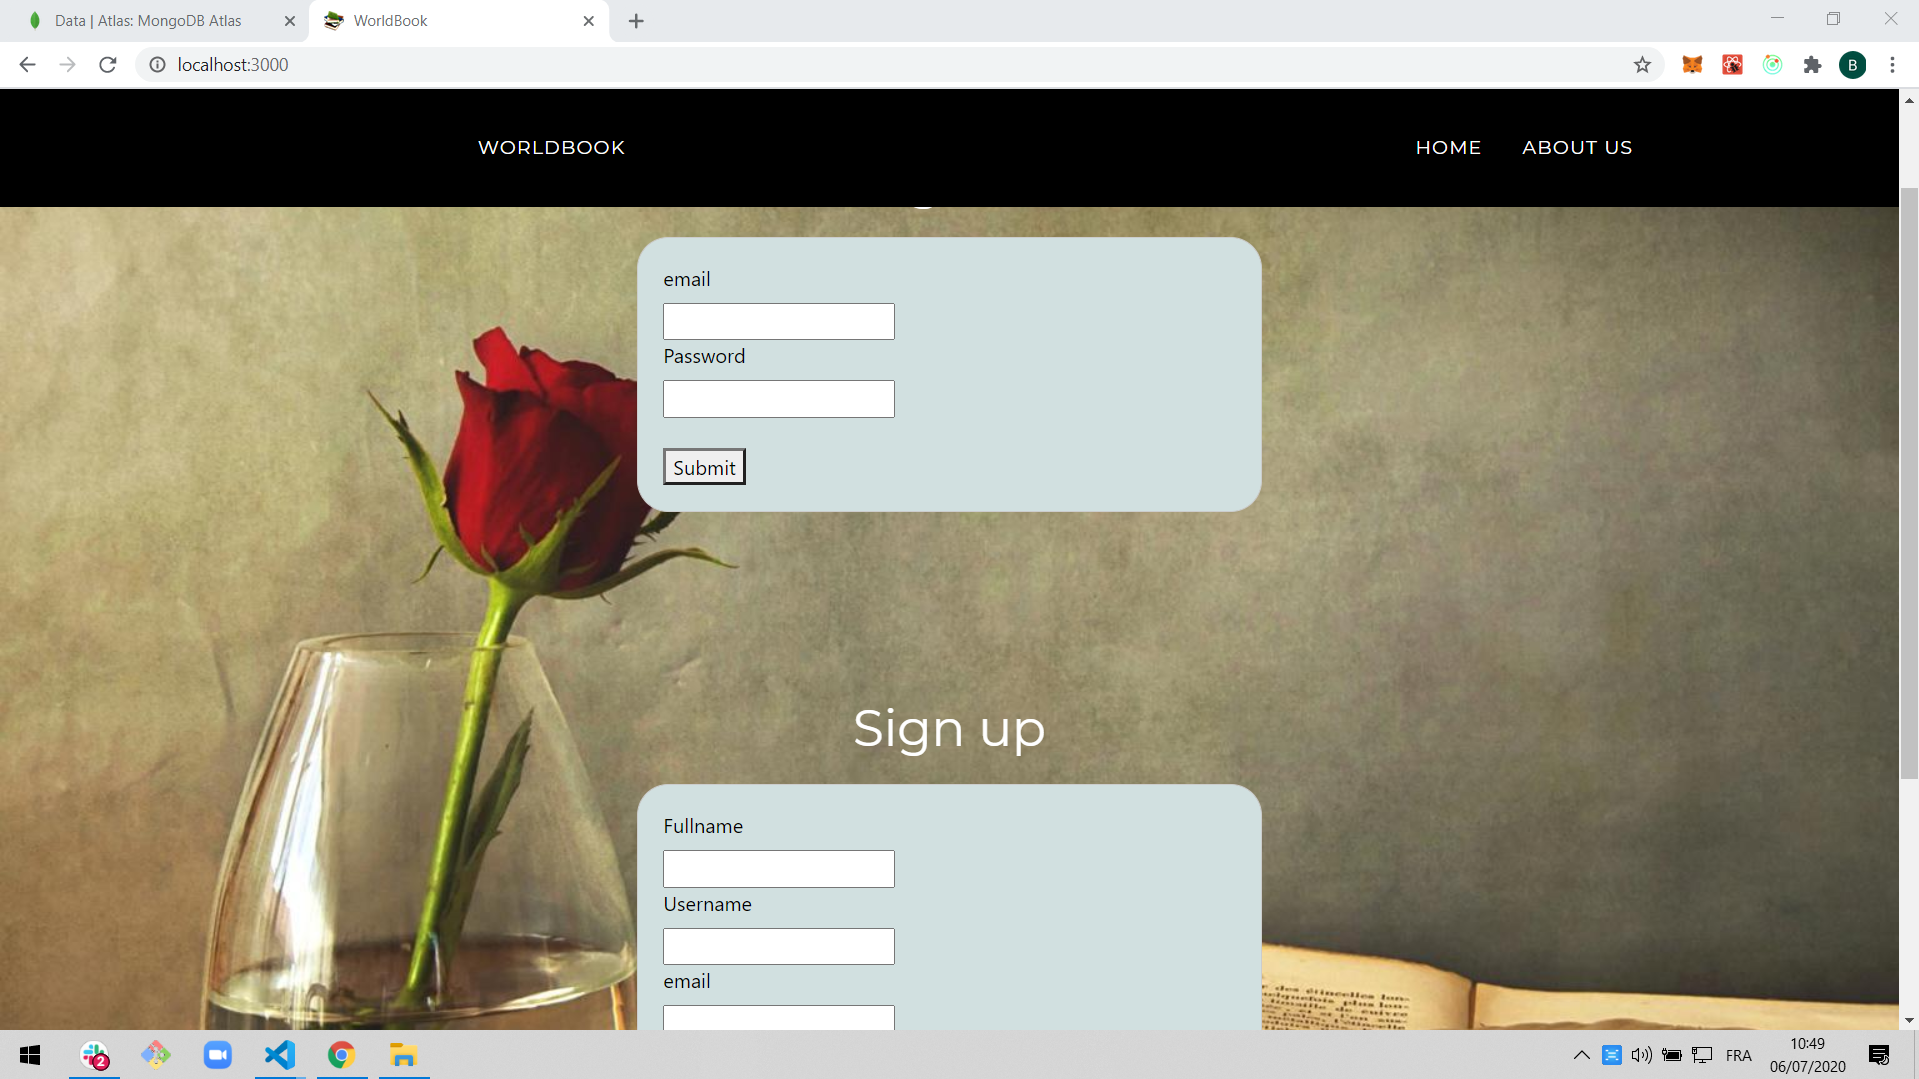 Data | Atlas: MongoDB Atlas
WorldBook
localhost:3000
B
WORLDBOOK
HOME
ABOUT US
email
Password
Submit
Sign up
Fullname
Username
email
2
FRA
10:49
06/07/2020